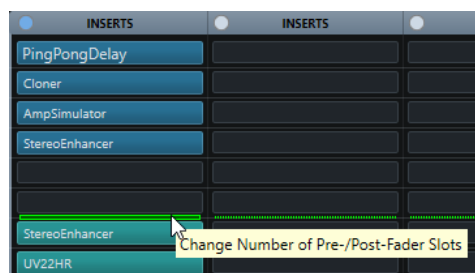 INSERTS INSERTS
PingPongDelay
Cloner
AmpSimulator
StereoEnhancer
StereoEnhancer
Change Number of Pre-/Post-Fader Slots
UV22HR